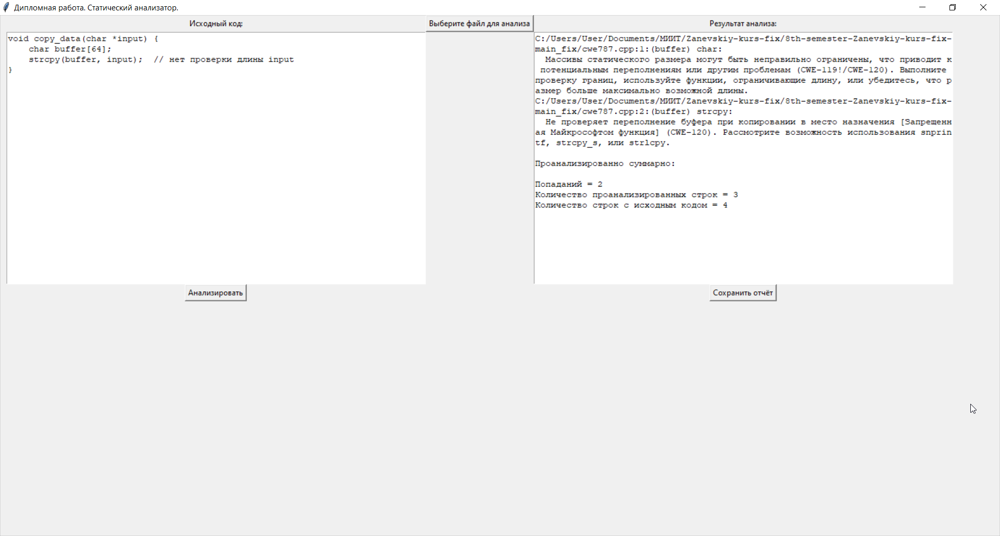 Дипломная работа. Статический анализатор.
Исходный код:
Выберите файл для анализа
Результат анализа:
void copy_data(char *input) {
    char buffer[64];
    strcpy(buffer, input);  // нет проверки длины input
}
C:/Users/User/Documents/МИИТ/Zanevskiy-kurs-fix/8th-semester-Zanevskiy-kurs-fix-
main_fix/cwe787.cpp:1:(buffer) char:
  Массивы статического размера могут быть неправильно ограничены, что приводит к
 потенциальным переполнениям или другим проблемам (CWE-119!/CWE-120). Выполните
проверку границ, используйте функции, ограничивающие длину, или убедитесь, что р
азмер больше максимально возможной длины.
C:/Users/User/Documents/МИИТ/Zanevskiy-kurs-fix/8th-semester-Zanevskiy-kurs-fix-
main_fix/cwe787.cpp:2:(buffer) strcpy:
  Не проверяет переполнение буфера при копировании в место назначения [Запрещенн
ая Майкрософтом функция] (CWE-120). Рассмотрите возможность использования snprin
tf, strcpy_s, или strlcpy.
Проанализированно суммарно:
Попаданий = 2
Количество проанализированных строк = 3
Количество строк с исходным кодом = 4
Анализировать
Сохранить отчёт